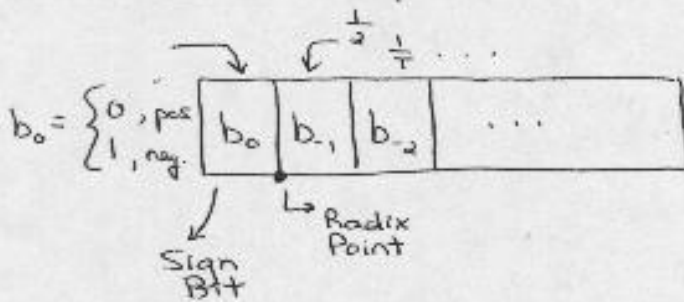 1/2 1/4 . . .
b₀ = { 0 , pos
1 , neg.
b₀ b₋₁ b₋₂ . . .
Radix
Point
Sign
Bit